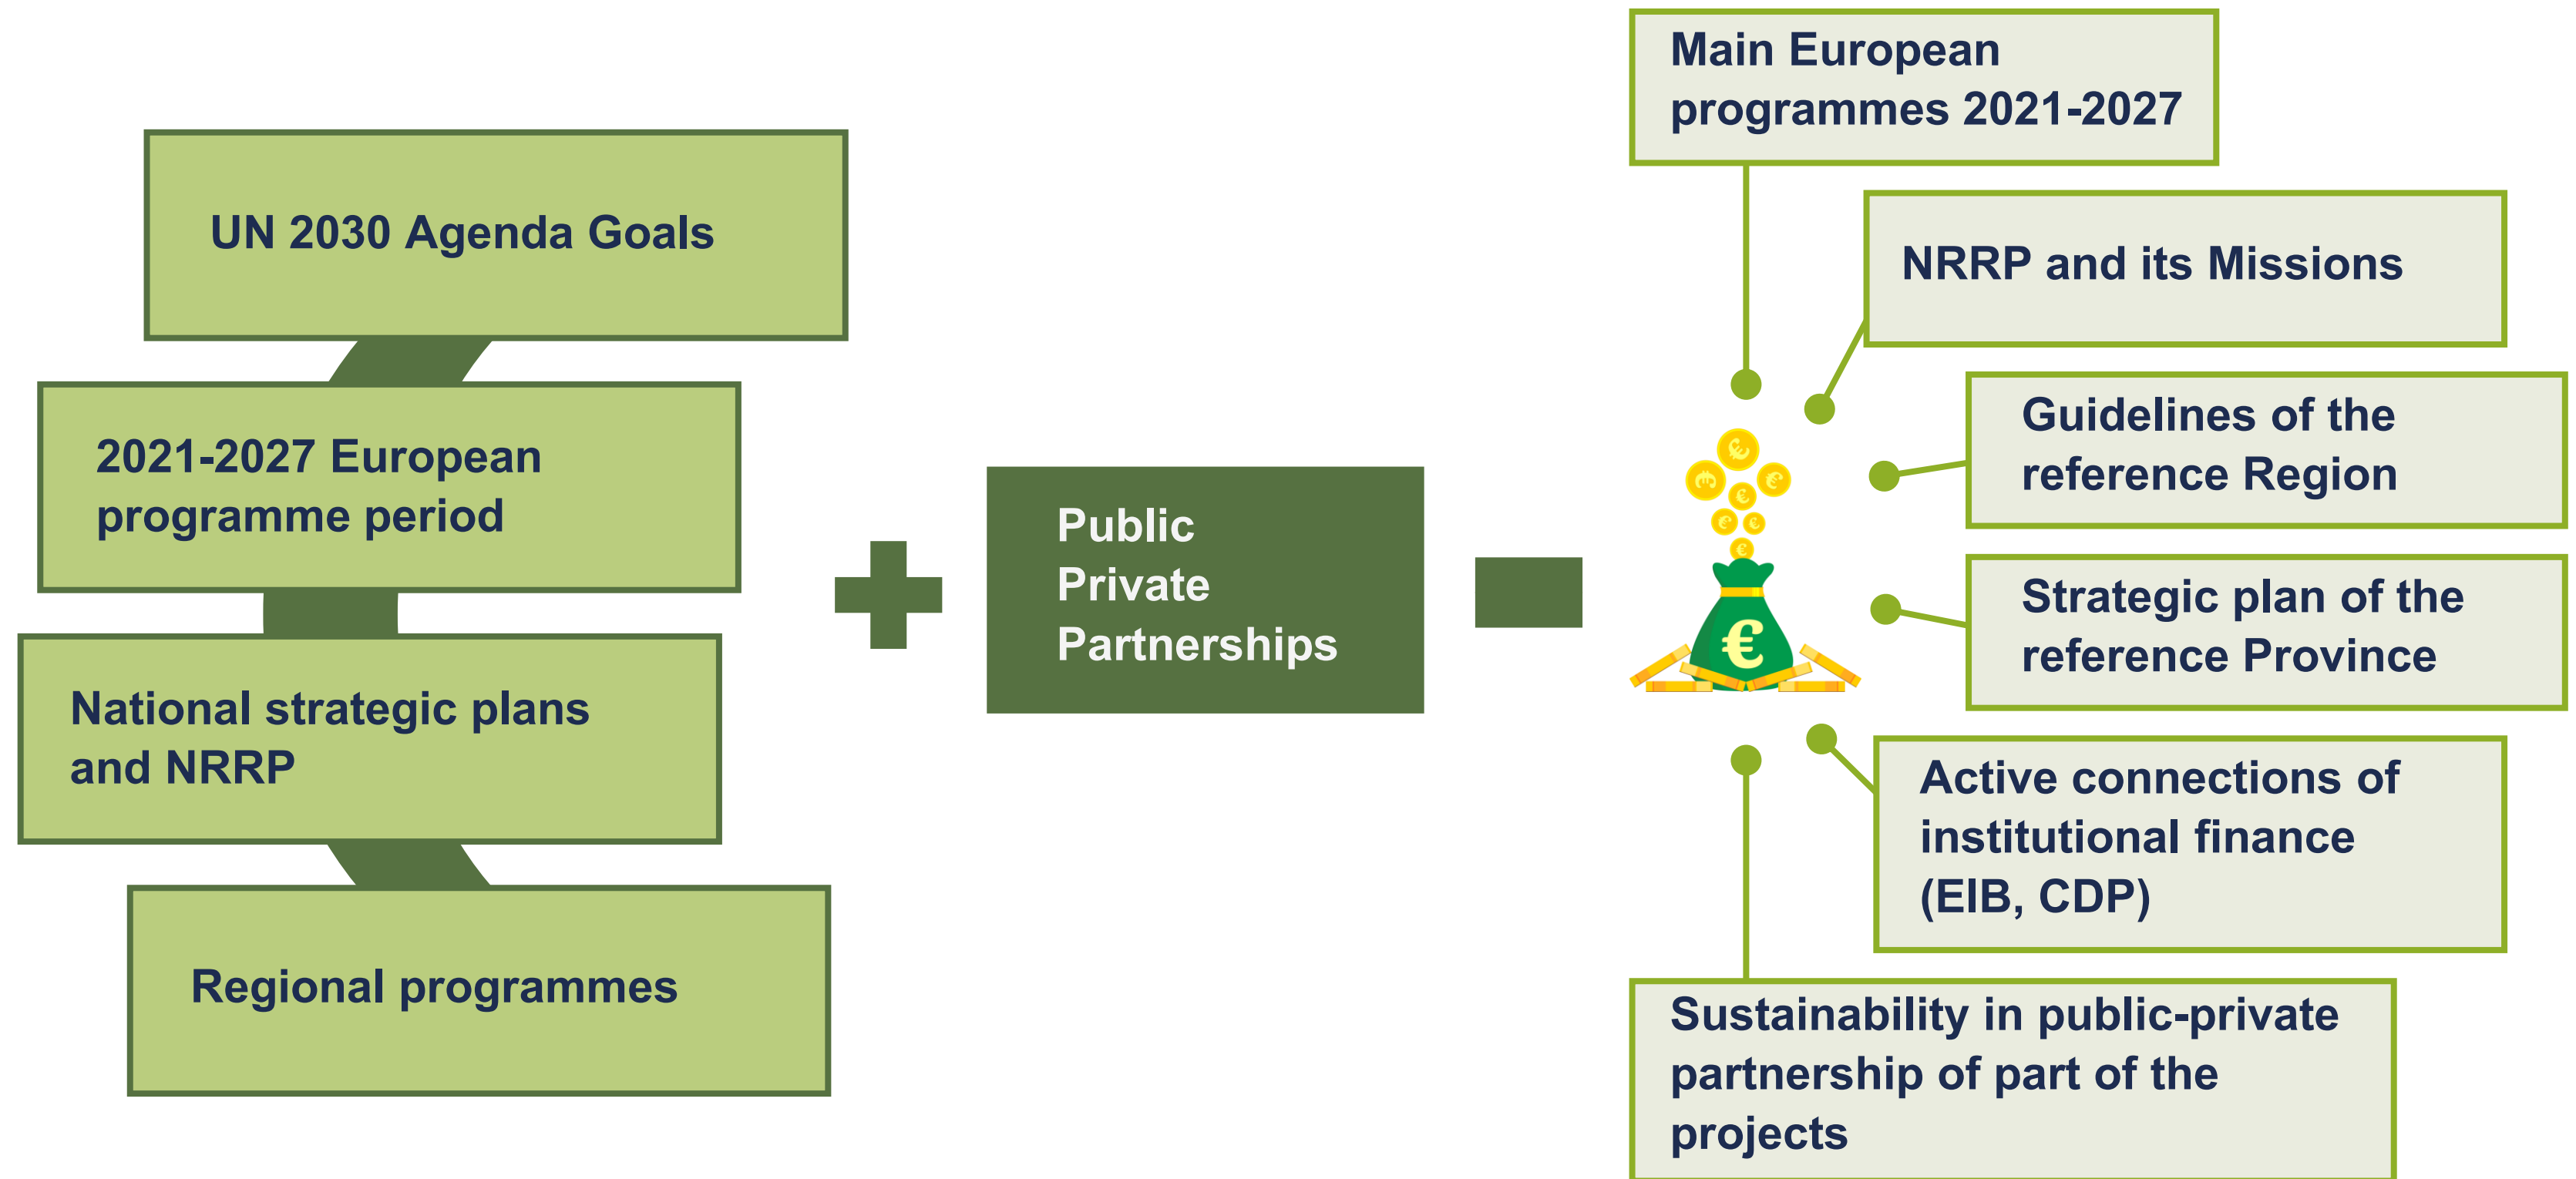 UN 2030 Agenda Goals
2021-2027 European
programme period
National strategic plans
and NRRP
Regional programmes
Public
Private
Partnerships
€
Main European
programmes 2021-2027
NRRP and its Missions
Guidelines of the
reference Region
Strategic plan of the
reference Province
Active connections of
institutional finance
(EIB, CDP)
Sustainability in public-private
partnership of part of the
projects